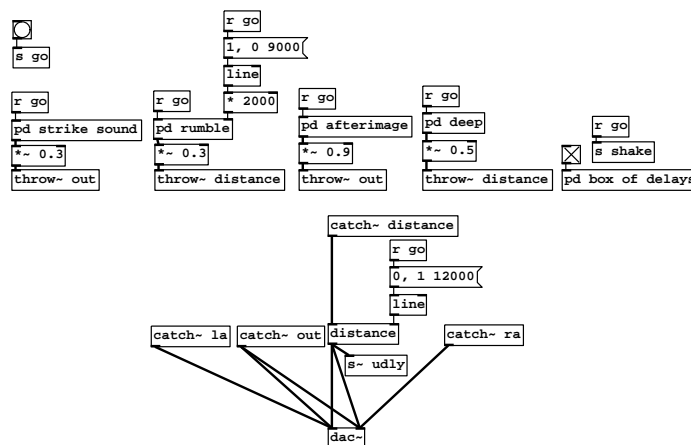 s go
r go
1, 0 9000
line
* 2000
r go
pd strike sound
*~ 0.3
throw~ out
r go
pd rumble
*~ 0.3
throw~ distance
r go
pd afterimage
*~ 0.9
throw~ out
r go
pd deep
*~ 0.5
throw~ distance
r go
s shake
pd box of delays
catch~ distance
r go
0, 1 12000
line
catch~ la
catch~ out
distance
catch~ ra
s~ udly
dac~